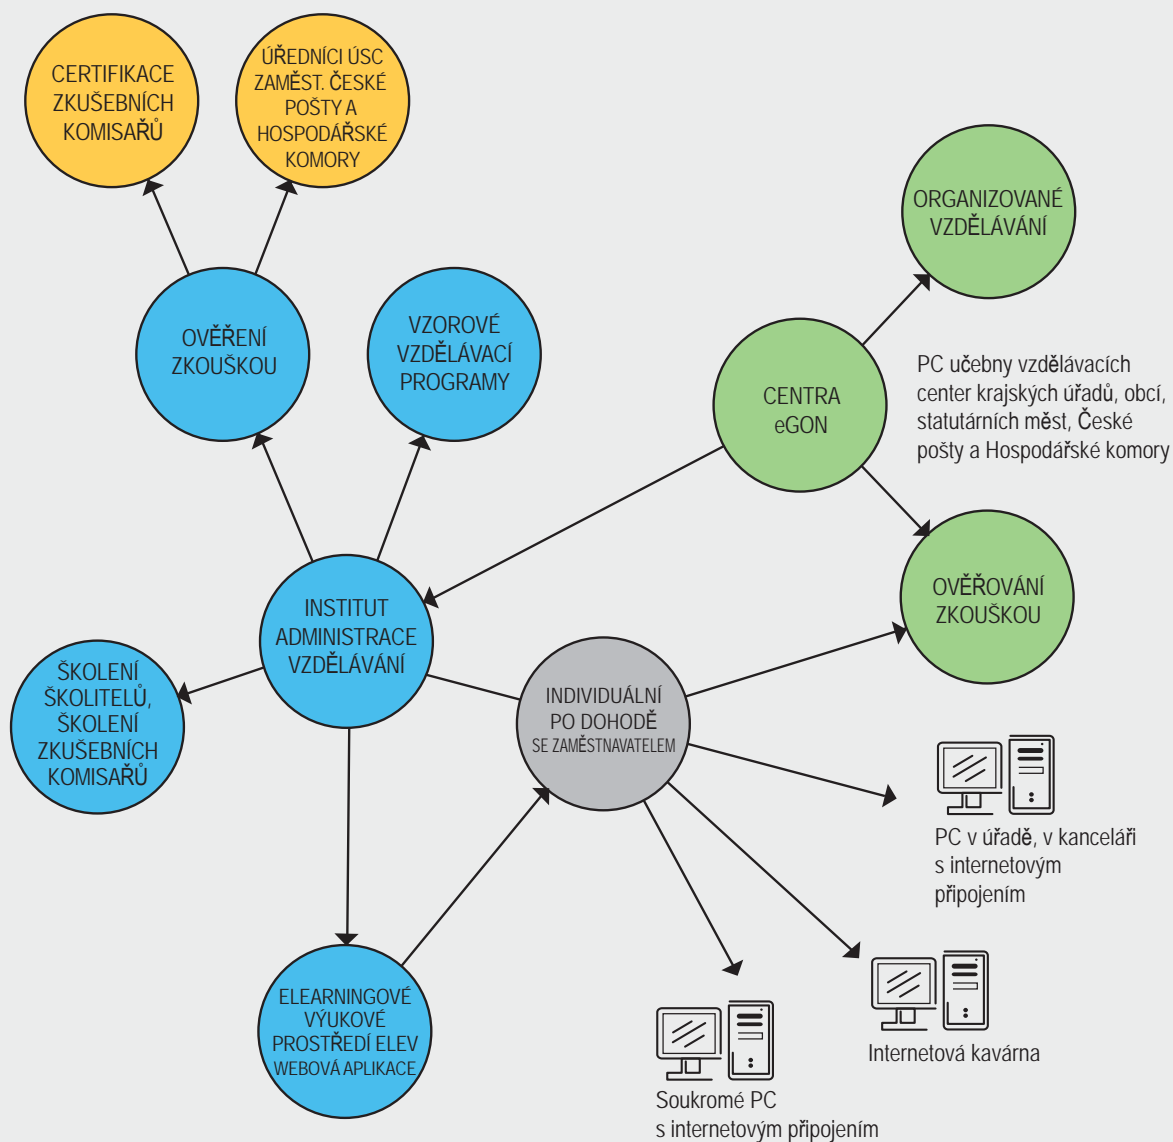 CERTIFIKACE
ZKUŠEBNÍCH
KOMISAŘŮ
ÚŘEDNÍCI ÚSC
ZAMĚST. ČESKÉ
POŠTY A
HOSPODÁŘSKÉ
KOMORY
ORGANIZOVANÉ
VZDĚLÁVÁNÍ
OVĚŘENÍ
ZKOUŠKOU
VZOROVÉ
VZDĚLÁVACÍ
PROGRAMY
CENTRA
eGON
PC učebny vzdělávacích
center krajských úřadů, obcí,
statutárních měst, České
pošty a Hospodářské komory
OVĚŘOVÁNÍ
ZKOUŠKOU
INSTITUT
ADMINISTRACE
VZDĚLÁVÁNÍ
ŠKOLENÍ
ŠKOLITELŮ,
ŠKOLENÍ
ZKUŠEBNÍCH
KOMISAŘŮ
INDIVIDUÁLNÍ
PO DOHODĚ
SE ZAMĚSTNAVATELEM
PC v úřadě, v kanceláři
s internetovým
připojením
ELEARNINGOVÉ
VÝUKOVÉ
PROSTŘEDÍ ELEV
WEBOVÁ APLIKACE
Internetová kavárna
Soukromé PC
s internetovým připojením